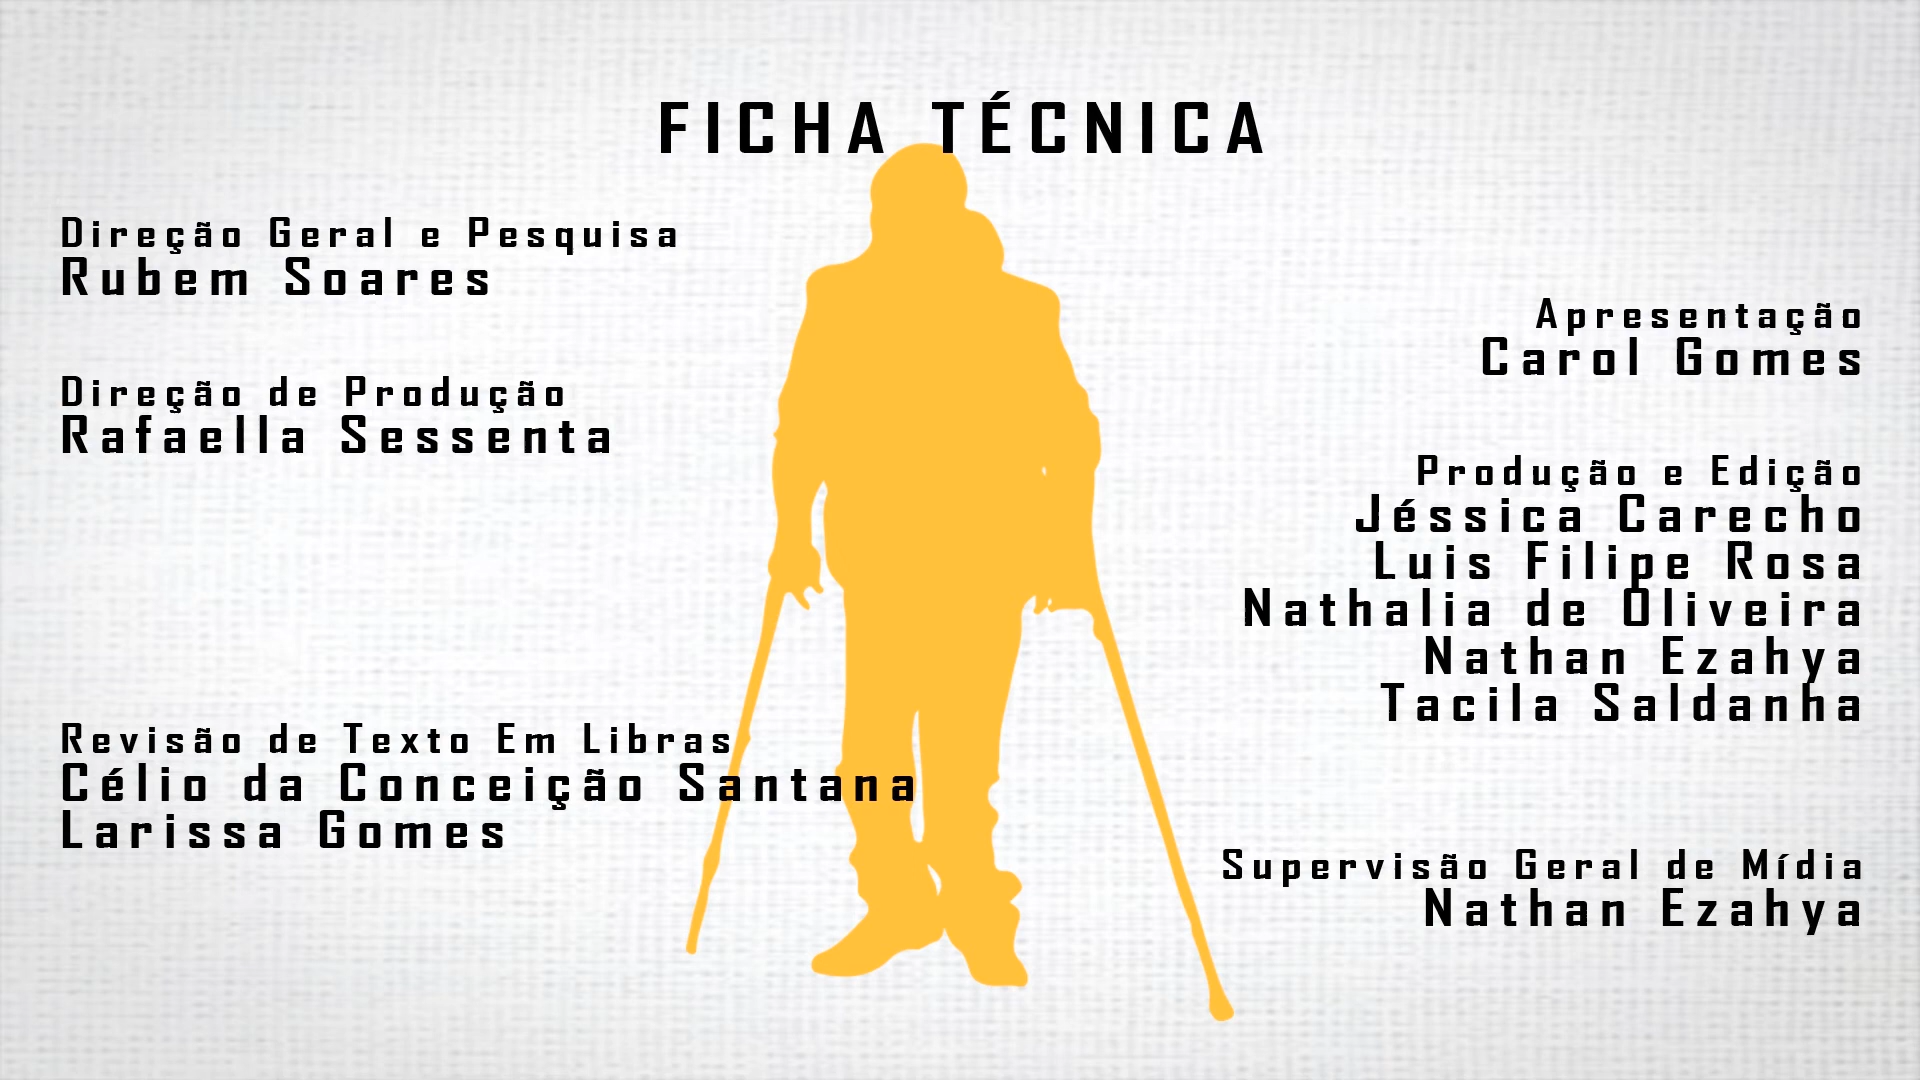 FICHA TÉCNICA
Direção Geral e Pesquisa
Rubem Soares
Direção de Produção
Rafaella Sessenta
Revisão de Texto Em Libras
Célio da Conceição Santana
Larissa Gomes
Apresentação
Carol Gomes
Produção e Edição
Jéssica Carecho
Luis Filipe Rosa
Nathalia de Oliveira
Nathan Ezahya
Tacila Saldanha
Supervisão Geral de Mídia
Nathan Ezahya